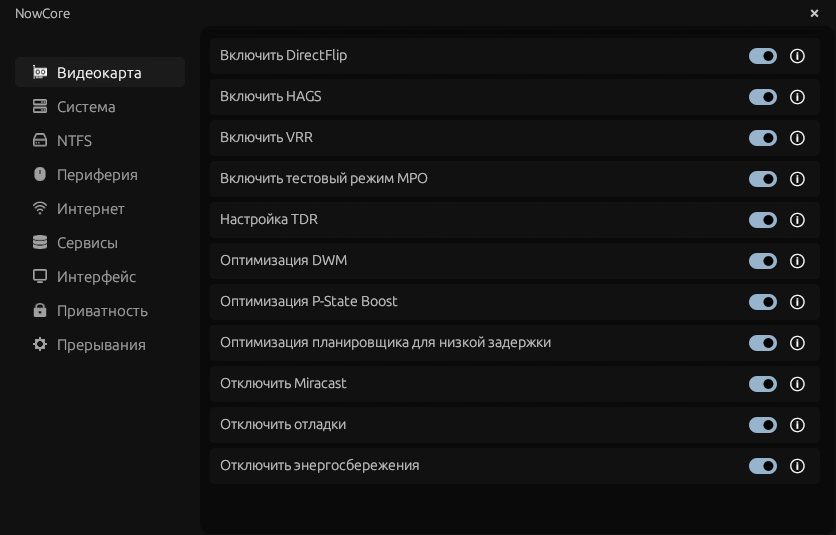 NowCore
Видеокарта
Система
NTFS
Периферия
Интернет
Сервисы
Интерфейс
Приватность
Прерывания
Включить DirectFlip
Включить HAGS
Включить VRR
Включить тестовый режим MPO
Настройка TDR
Оптимизация DWM
Оптимизация P-State Boost
Оптимизация планировщика для низкой задержки
Отключить Miracast
Отключить отладки
Отключить энергосбережения